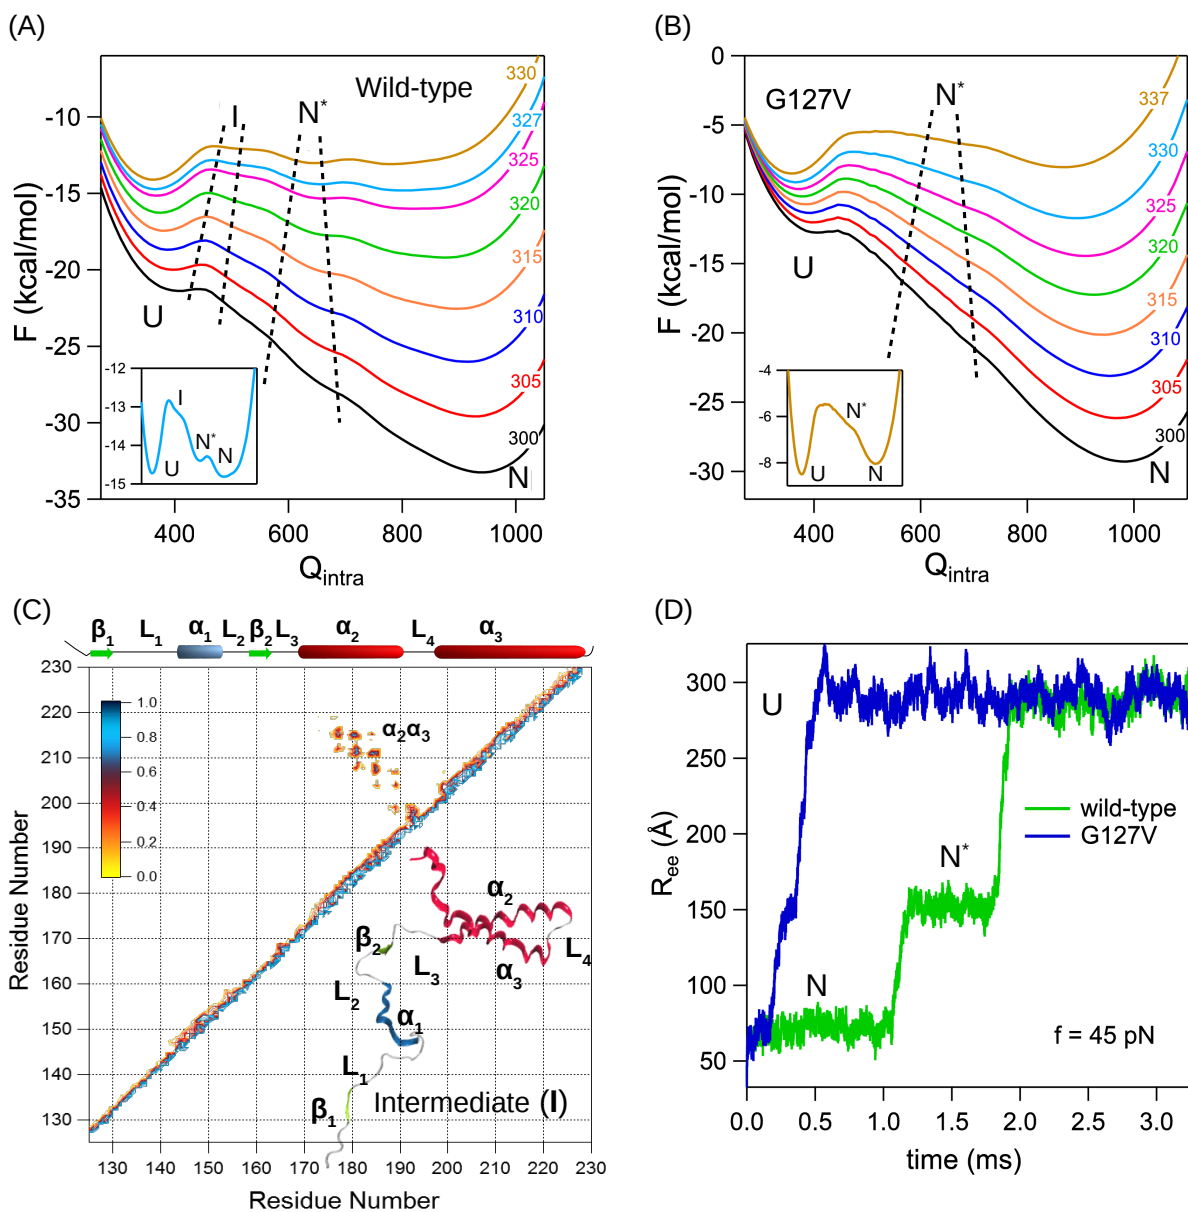 (A)
Wild-type
F (kcal/mol)
-10
-15
-20
-25
-30
-35
330
327
325
320
315
310
305
300
I
N*
U
N
-12
-13
-14
-15
I
N*
N
U
400
600
800
1000
Qintra
(B)
G127V
F (kcal/mol)
0
-5
-10
-15
-20
-25
-30
337
330
325
320
315
310
305
300
N*
U
N
-4
-6
-8
N*
U
N
400
600
800
1000
Qintra
(C)
β1 L1 α1 L2 β2 L3 α2 L4 α3
Residue Number
230
220
210
200
190
180
170
160
150
140
130
1.0
0.8
0.6
0.4
0.2
0.0
α2α3
α2
β2
L3
α3
L4
L2
α1
L1
β1
Intermediate (I)
130 140 150 160 170 180 190 200 210 220 230
Residue Number
(D)
Ree (Å)
300
250
200
150
100
50
U
wild-type
G127V
N*
N
f = 45 pN
0.0 0.5 1.0 1.5 2.0 2.5 3.0
time (ms)